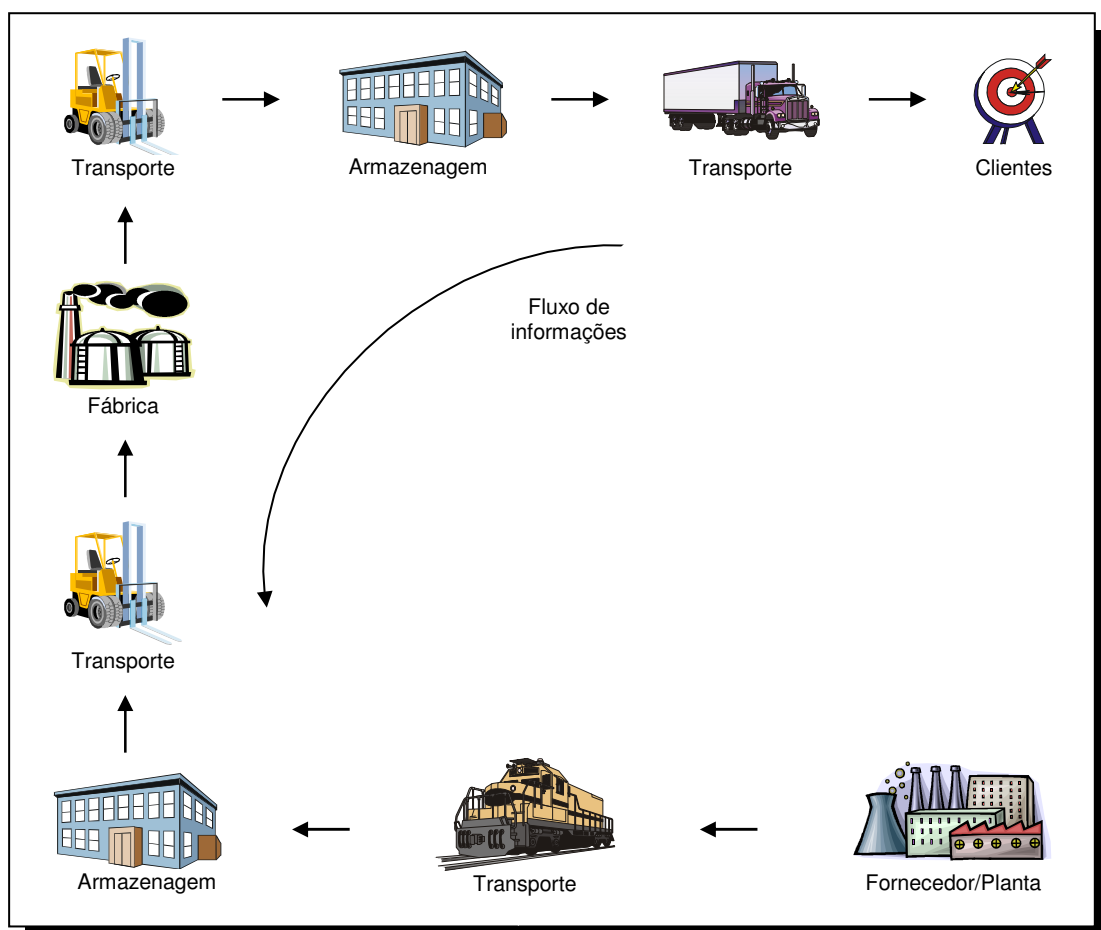 Transporte
Armazenagem
Transporte
Clientes
Fluxo de
informações
Fábrica
Transporte
Armazenagem
Transporte
Fornecedor/Planta